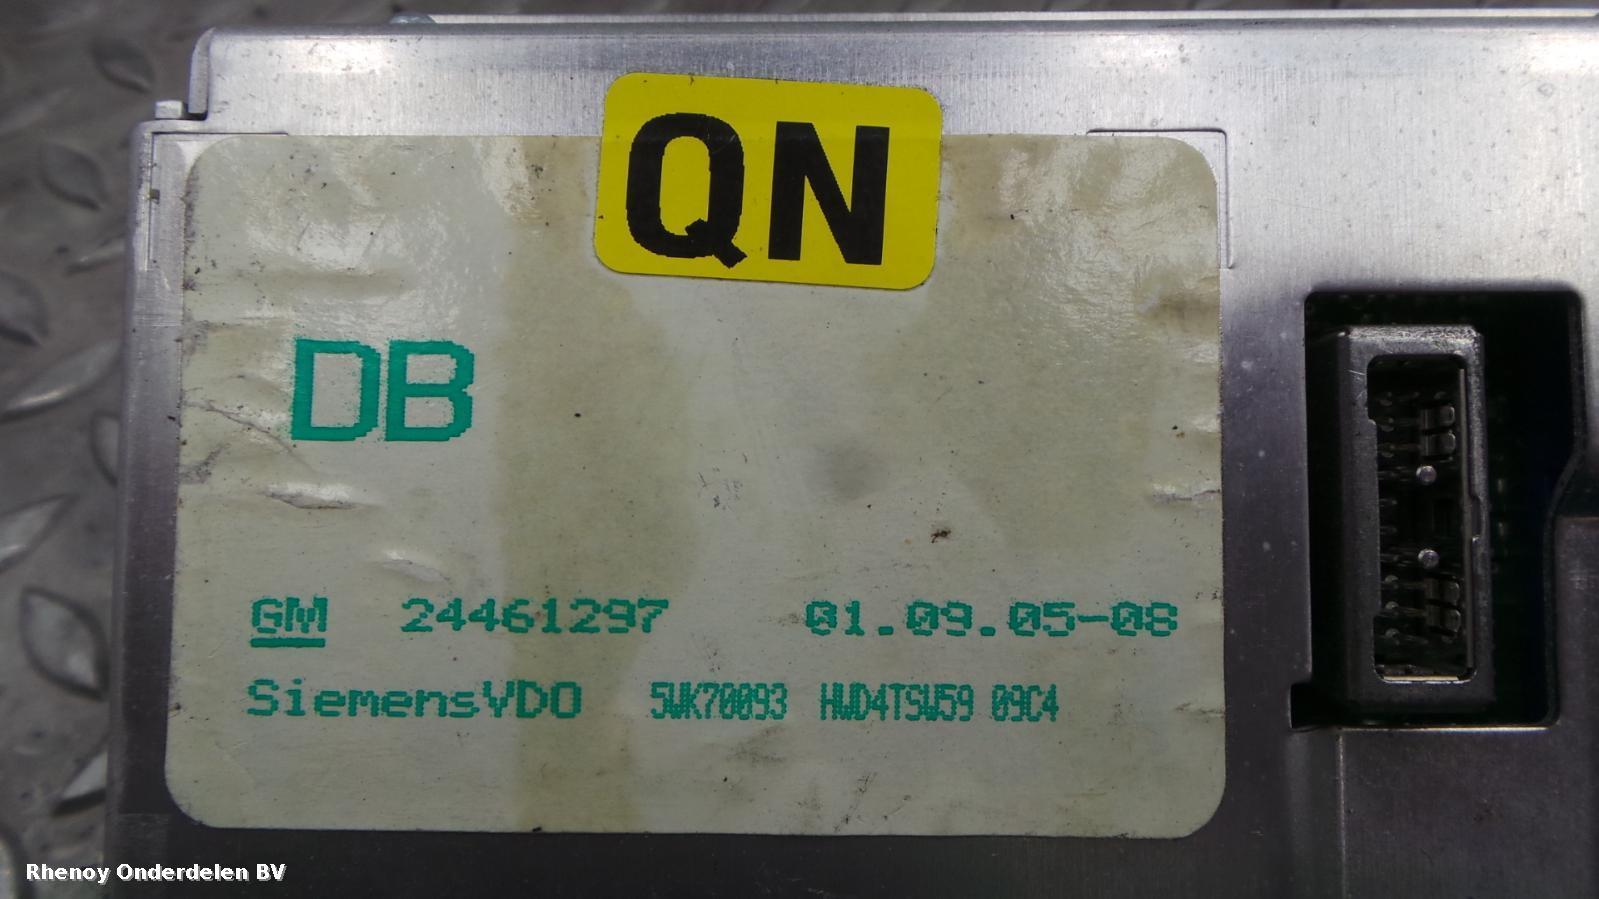 QN
DB
GM 24461297 01.09.05-08
SiemensVDO 5WK70093 HWD4TSW59 09C4
Rhenoy Onderdelen BV